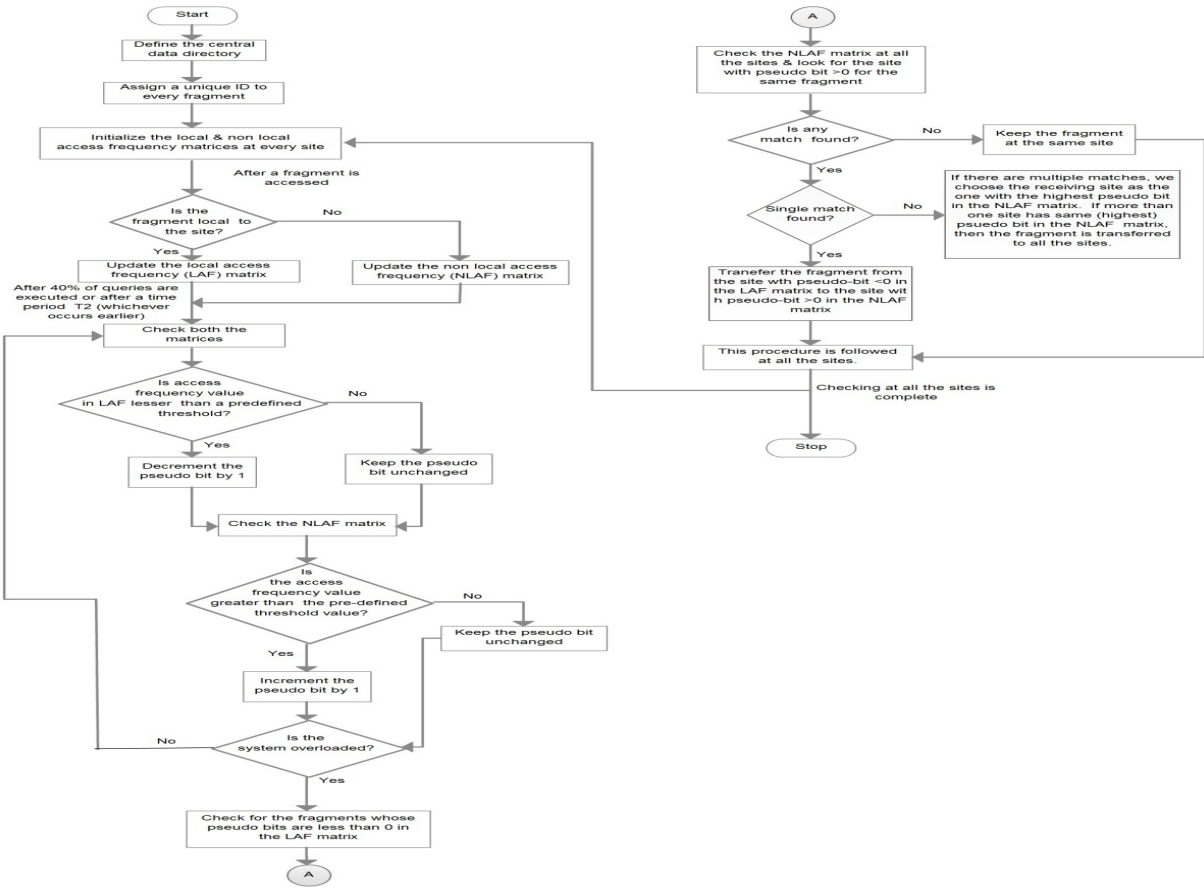 Start
Define the central
data directory
Assign a unique ID to
every fragment
Initialize the local & non local
access frequency matrices at every site
After a fragment is
accessed
Is the
fragment local to
the site?
No
Yes
Update the local access
frequency (LAF) matrix
Update the non local access
frequency (NLAF) matrix
After 40% of queries are
executed or after a time
period T2 (whichever
occurs earlier)
Check both the
matrices
Is access
frequency value
in LAF lesser than a predefined
threshold?
No
Yes
Decrement the
pseudo bit by 1
Keep the pseudo
bit unchanged
Check the NLAF matrix
Is
the access
frequency value
greater than the pre-defined
threshold value?
No
Keep the pseudo bit
unchanged
Yes
Increment the
pseudo bit by 1
Is the
system overloaded?
No
Yes
Check for the fragments whose
pseudo bits are less than 0 in
the LAF matrix
A
A
Check the NLAF matrix at all
the sites & look for the site
with pseudo bit >0 for the
same fragment
Is any
match found?
No
Keep the fragment
at the same site
Yes
Single match
found?
No
If there are multiple matches, we
choose the receiving site as the
one with the highest pseudo bit
in the NLAF matrix. If more than
one site has same (highest)
psuedo bit in the NLAF matrix,
then the fragment is transferred
to all the sites.
Yes
Tranefer the fragment from
the site wth pseudo-bit <0 in
the LAF matrix to the site wit
h pseudo-bit >0 in the NLAF
matrix
This procedure is followed
at all the sites.
Checking at all the sites is
complete
Stop